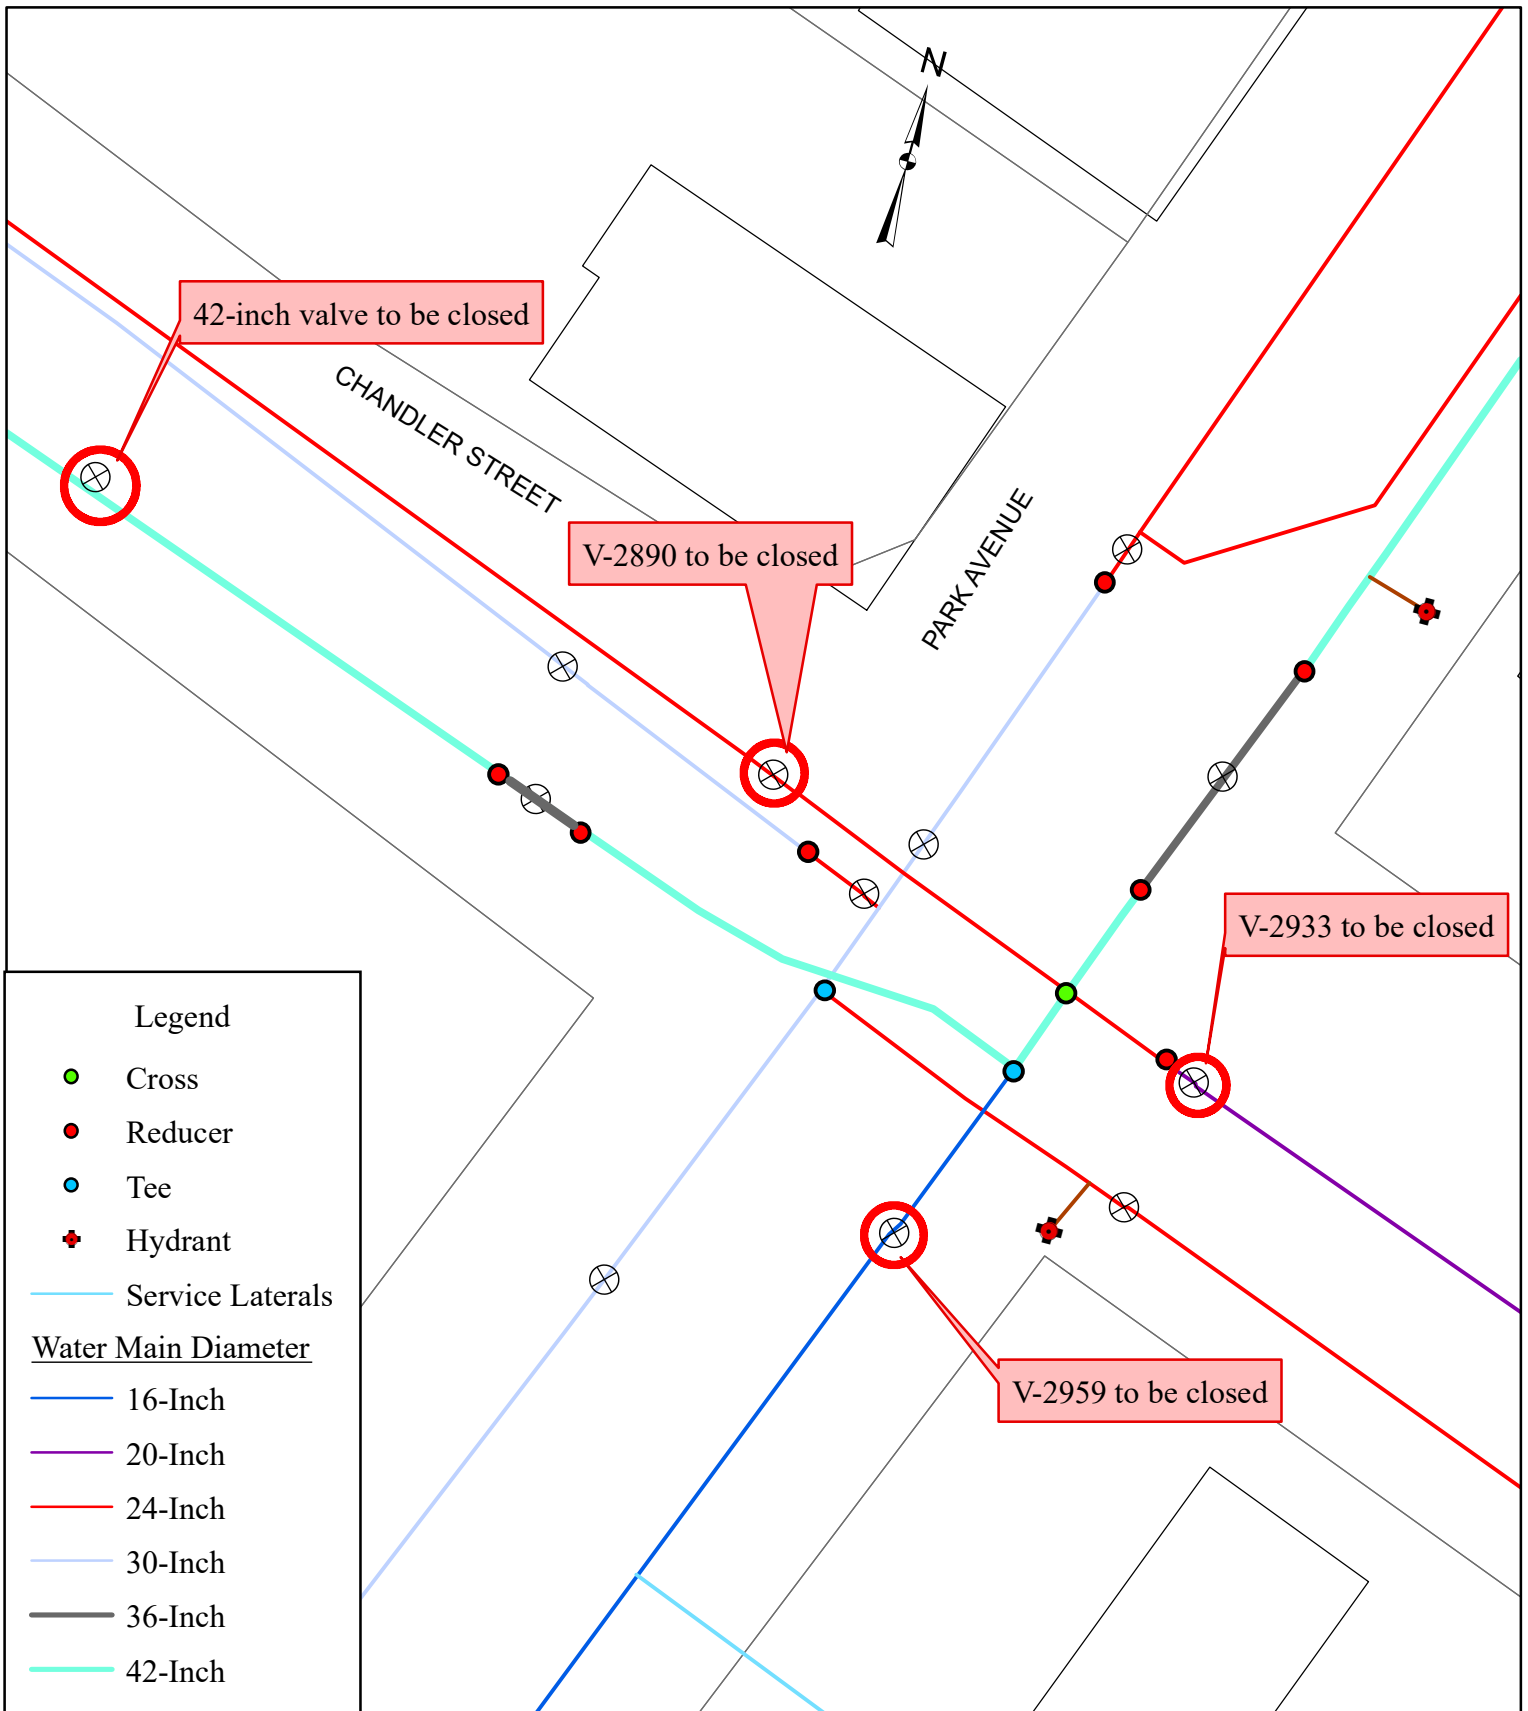 N
42-inch valve to be closed
CHANDLER STREET
V-2890 to be closed
PARK AVENUE
V-2933 to be closed
V-2959 to be closed
Legend
Cross
Reducer
Tee
Hydrant
Service Laterals
Water Main Diameter
16-Inch
20-Inch
24-Inch
30-Inch
36-Inch
42-Inch